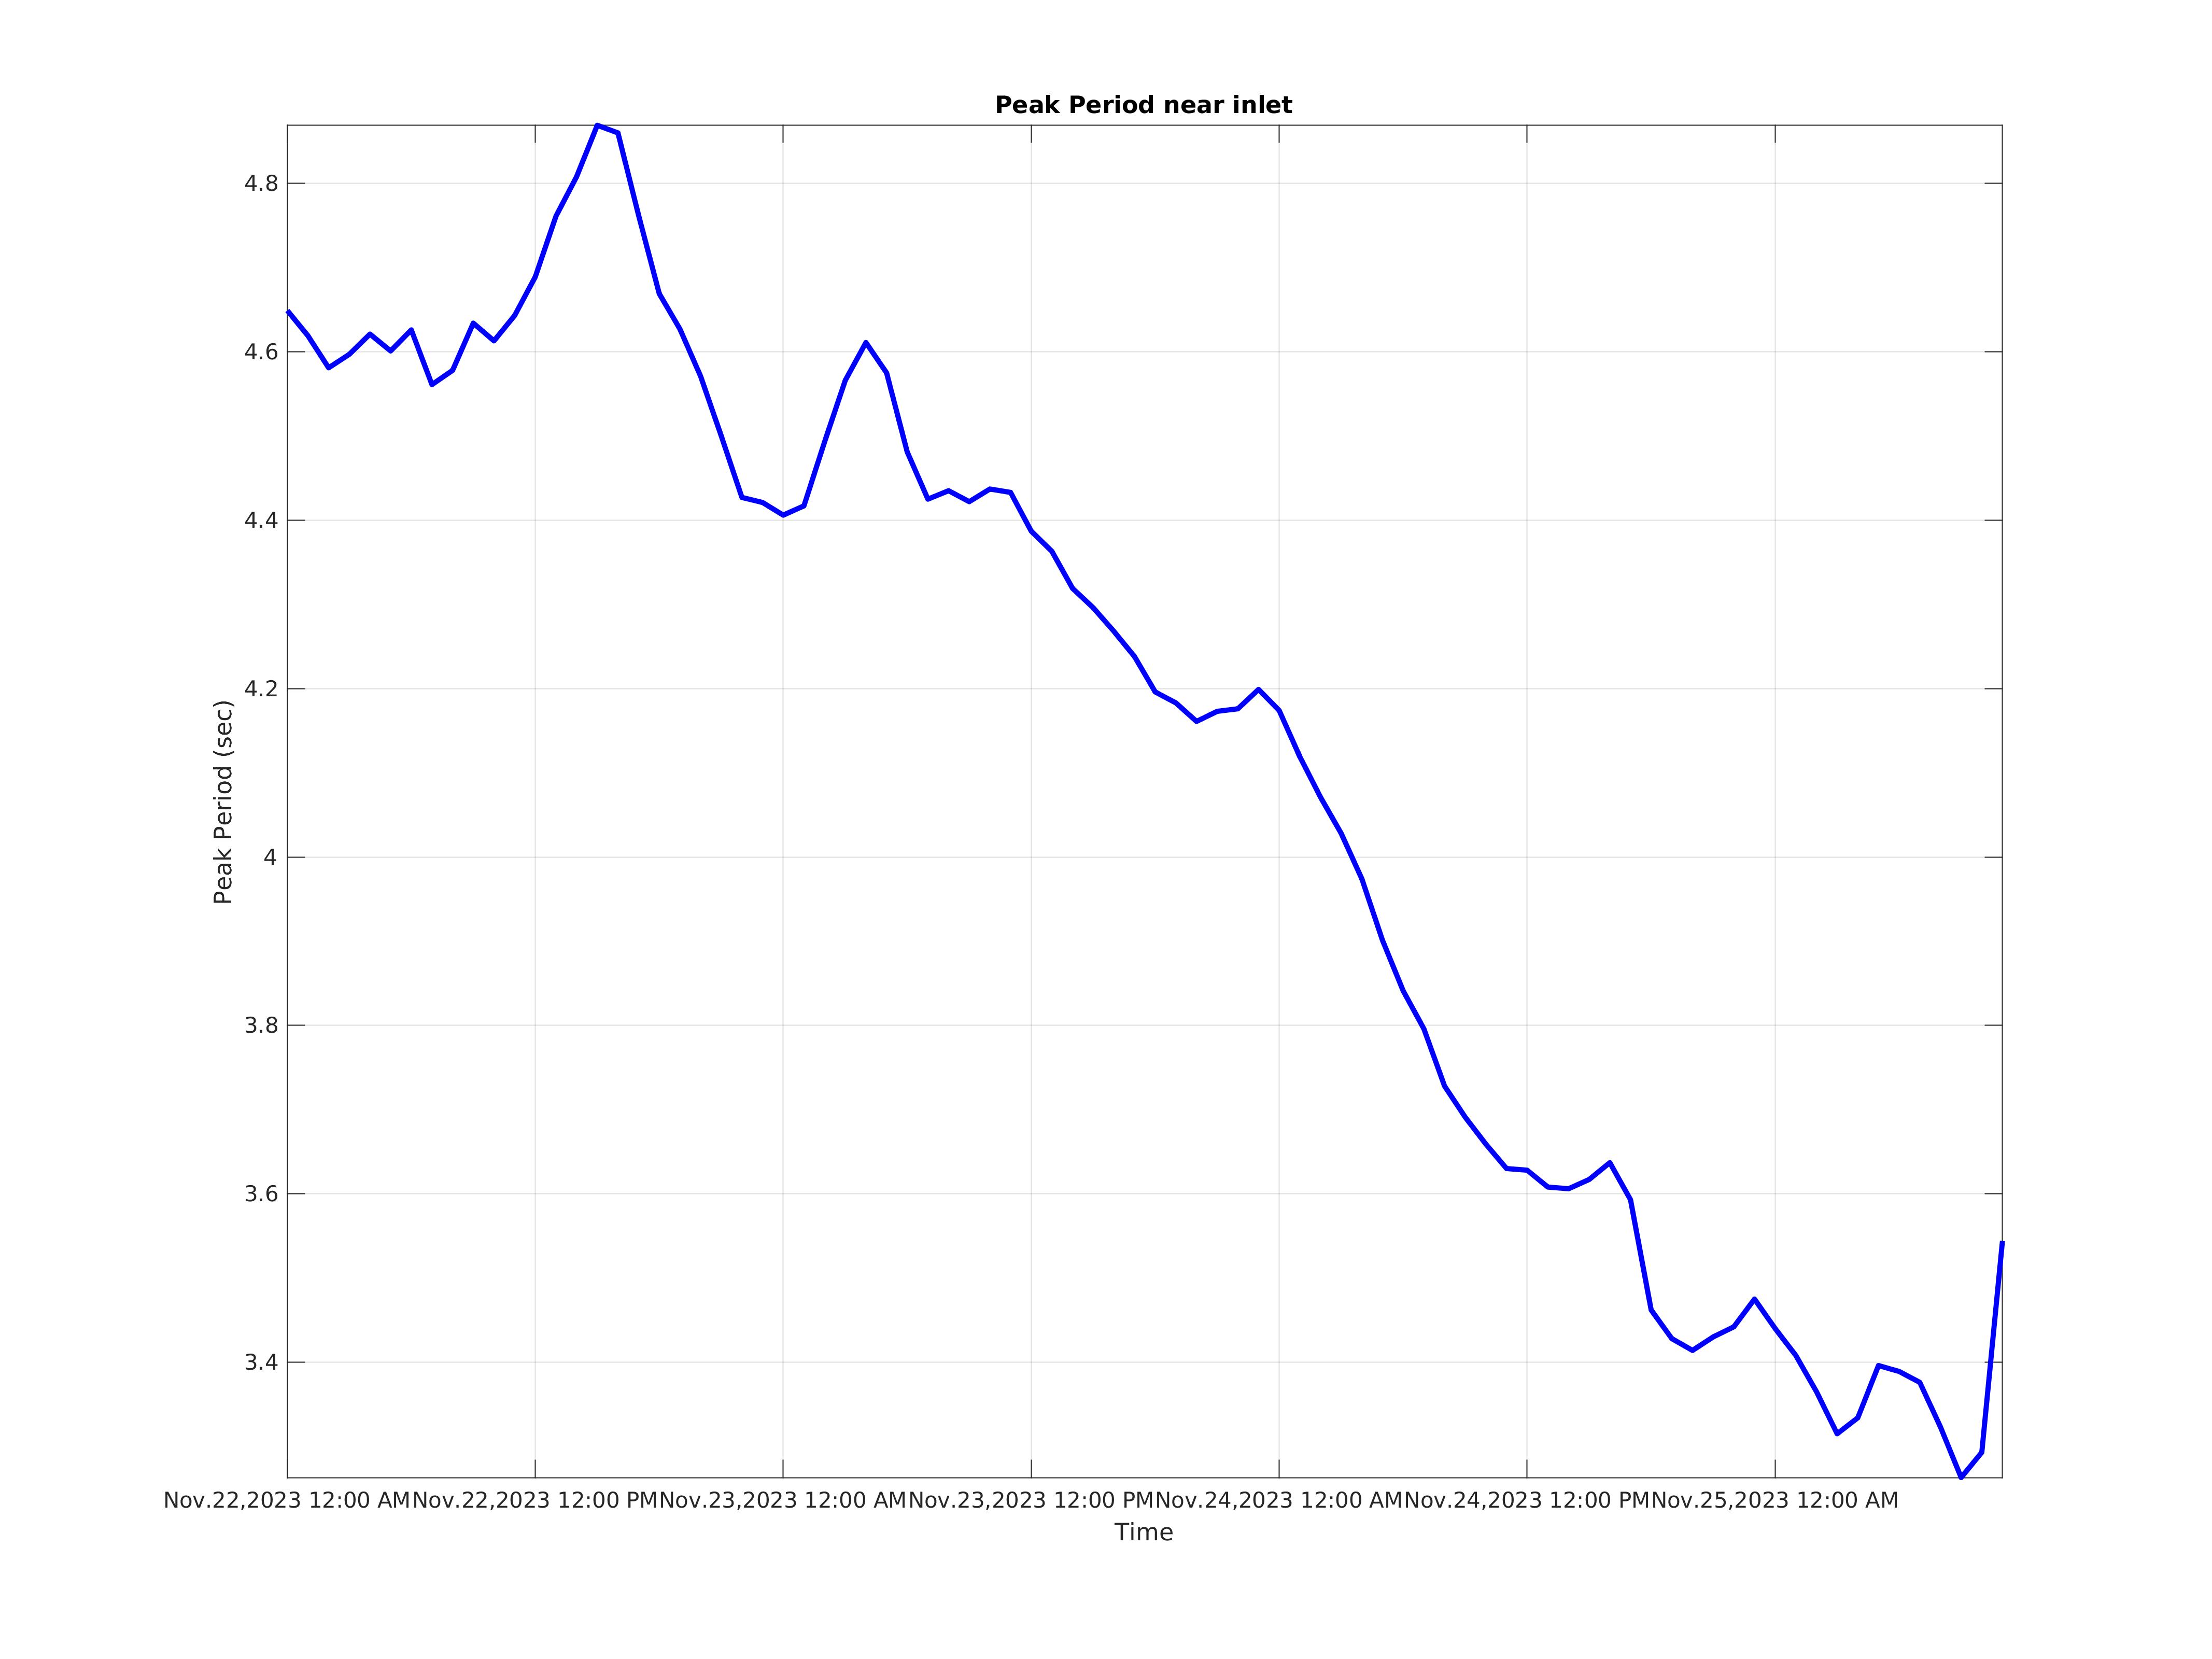 Peak Period near inlet
Peak Period (sec)
4.8
4.6
4.4
4.2
4
3.8
3.6
3.4
Nov.22,2023 12:00 AM Nov.22,2023 12:00 PM Nov.23,2023 12:00 AM Nov.23,2023 12:00 PM Nov.24,2023 12:00 AM Nov.24,2023 12:00 PM Nov.25,2023 12:00 AM
Time